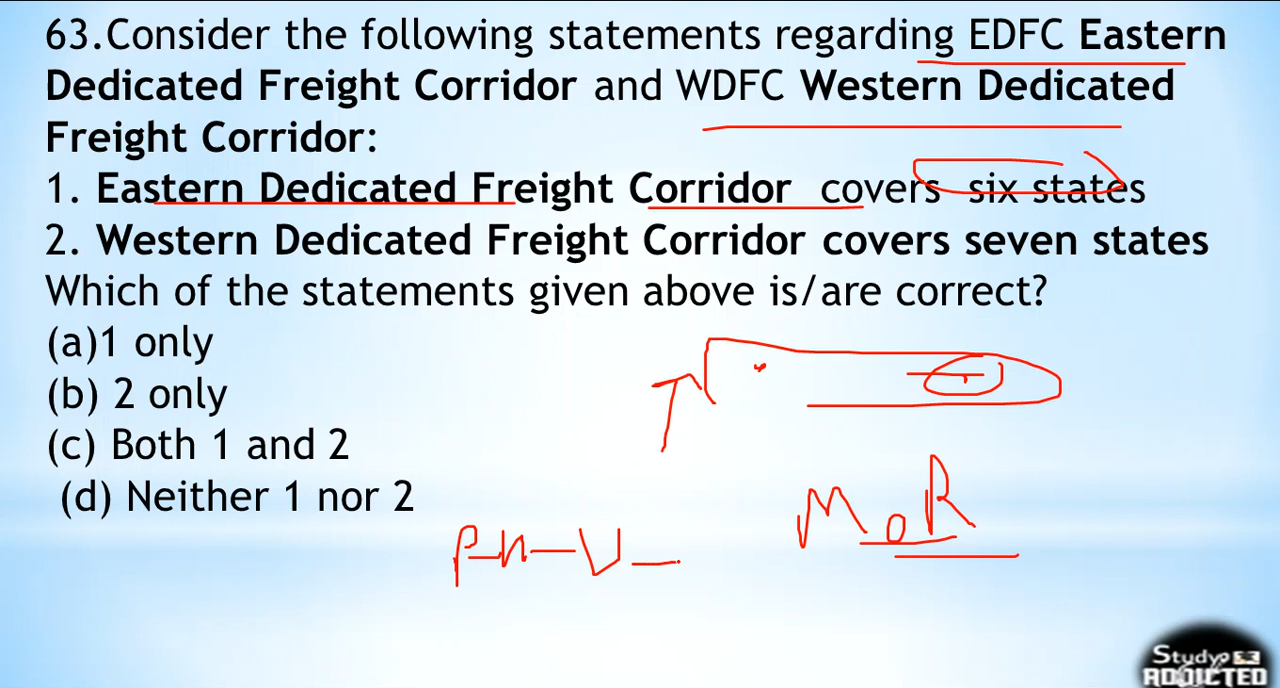 63.Consider the following statements regarding EDFC Eastern
Dedicated Freight Corridor and WDFC Western Dedicated
Freight Corridor:
1. Eastern Dedicated Freight Corridor covers six states
2. Western Dedicated Freight Corridor covers seven states
Which of the statements given above is/are correct?
(a)1 only
(b) 2 only
(c) Both 1 and 2
(d) Neither 1 nor 2
MoR
Study
ADDICTED